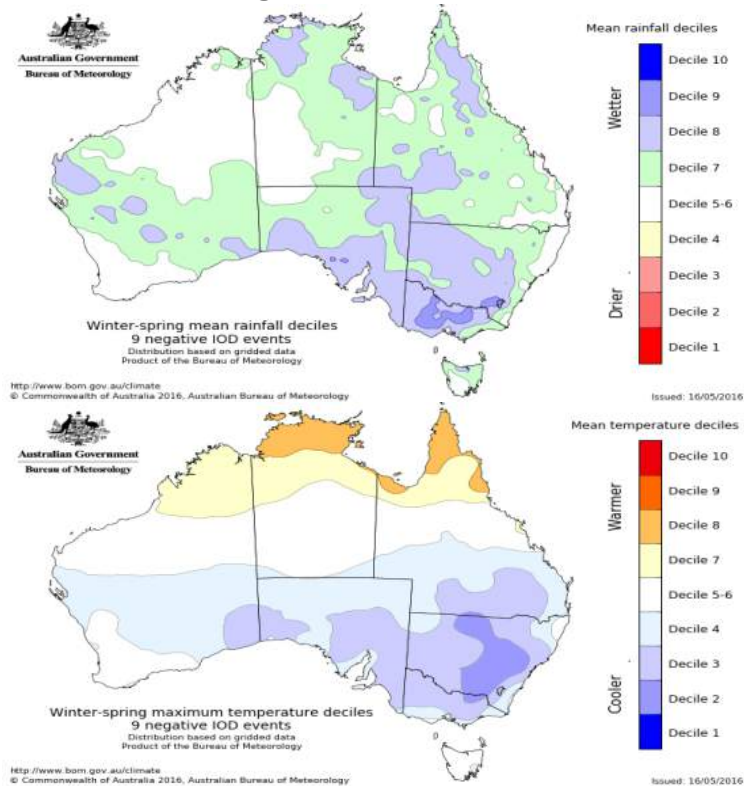 Australian Government
Bureau of Meteorology
Mean rainfall deciles
Wetter
Drier
Decile 10
Decile 9
Decile 8
Decile 7
Decile 5-6
Decile 4
Decile 3
Decile 2
Decile 1
Winter-spring mean rainfall deciles
9 negative IOD events
Distribution based on gridded data
Product of the Bureau of Meteorology
http://www.bom.gov.au/climate
© Commonwealth of Australia 2016, Australian Bureau of Meteorology
Issued: 16/05/2016
Australian Government
Bureau of Meteorology
Mean temperature deciles
Warmer
Cooler
Decile 10
Decile 9
Decile 8
Decile 7
Decile 5-6
Decile 4
Decile 3
Decile 2
Decile 1
Winter-spring maximum temperature deciles
9 negative IOD events
Distribution based on gridded data
Product of the Bureau of Meteorology
http://www.bom.gov.au/climate
© Commonwealth of Australia 2016, Australian Bureau of Meteorology
Issued: 16/05/2016